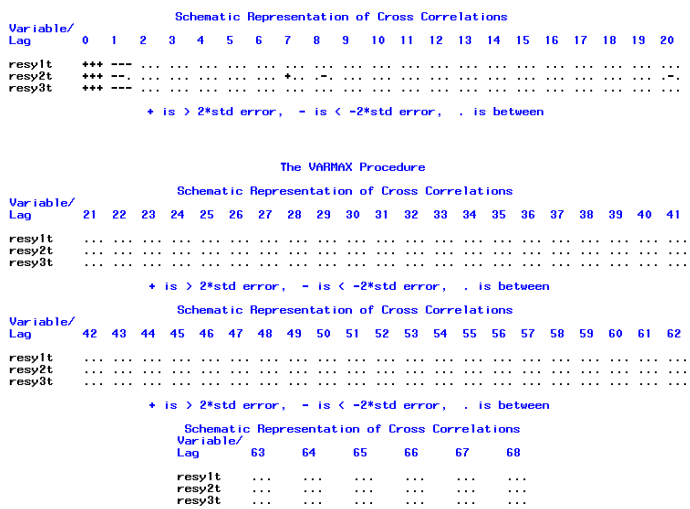 Schematic Representation of Cross Correlations
Variable/
Lag 0 1 2 3 4 5 6 7 8 9 10 11 12 13 14 15 16 17 18 19 20
resy1t +++ --- ... ... ... ... ... ... ... ... ... ... ... ... ... ... ... ... ... ... ...
resy2t +++ --. ... ... ... ... ... +.. .-. ... ... ... ... ... ... ... ... ... ... ... .-.
resy3t +++ --- ... ... ... ... ... ... ... ... ... ... ... ... ... ... ... ... ... ... ...
+ is > 2*std error, - is < -2*std error, . is between
The VARMAX Procedure
Schematic Representation of Cross Correlations
Variable/
Lag 21 22 23 24 25 26 27 28 29 30 31 32 33 34 35 36 37 38 39 40 41
resy1t ... ... ... ... ... ... ... ... ... ... ... ... ... ... ... ... ... ... ... ... ...
resy2t ... ... ... ... ... ... ... ... ... ... ... ... ... ... ... ... ... ... ... ... ...
resy3t ... ... ... ... ... ... ... ... ... ... ... ... ... ... ... ... ... ... ... ... ...
+ is > 2*std error, - is < -2*std error, . is between
Schematic Representation of Cross Correlations
Variable/
Lag 42 43 44 45 46 47 48 49 50 51 52 53 54 55 56 57 58 59 60 61 62
resy1t ... ... ... ... ... ... ... ... ... ... ... ... ... ... ... ... ... ... ... ... ...
resy2t ... ... ... ... ... ... ... ... ... ... ... ... ... ... ... ... ... ... ... ... ...
resy3t ... ... ... ... ... ... ... ... ... ... ... ... ... ... ... ... ... ... ... ... ...
+ is > 2*std error, - is < -2*std error, . is between
Schematic Representation of Cross Correlations
Variable/
Lag 63 64 65 66 67 68
resy1t ... ... ... ... ... ...
resy2t ... ... ... ... ... ...
resy3t ... ... ... ... ... ...